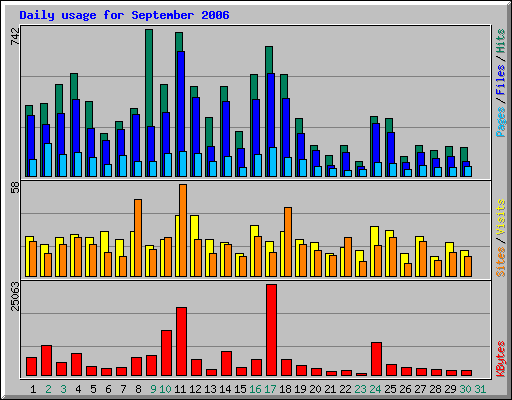 Daily usage for September 2006
742
Pages / Files / Hits
58
Sites / Visits
25063
KBytes
1 2 3 4 5 6 7 8 9 10 11 12 13 14 15 16 17 18 19 20 21 22 23 24 25 26 27 28 29 30 31